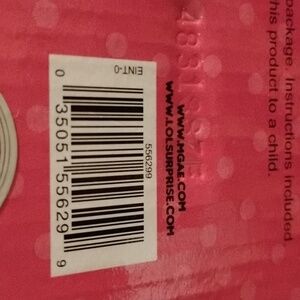 package. Instructions included
this product to a child.
WWW.MGAE.COM
WWW.LOLSURPRISE.COM
556299
0 35051 55629 9
EINT-0